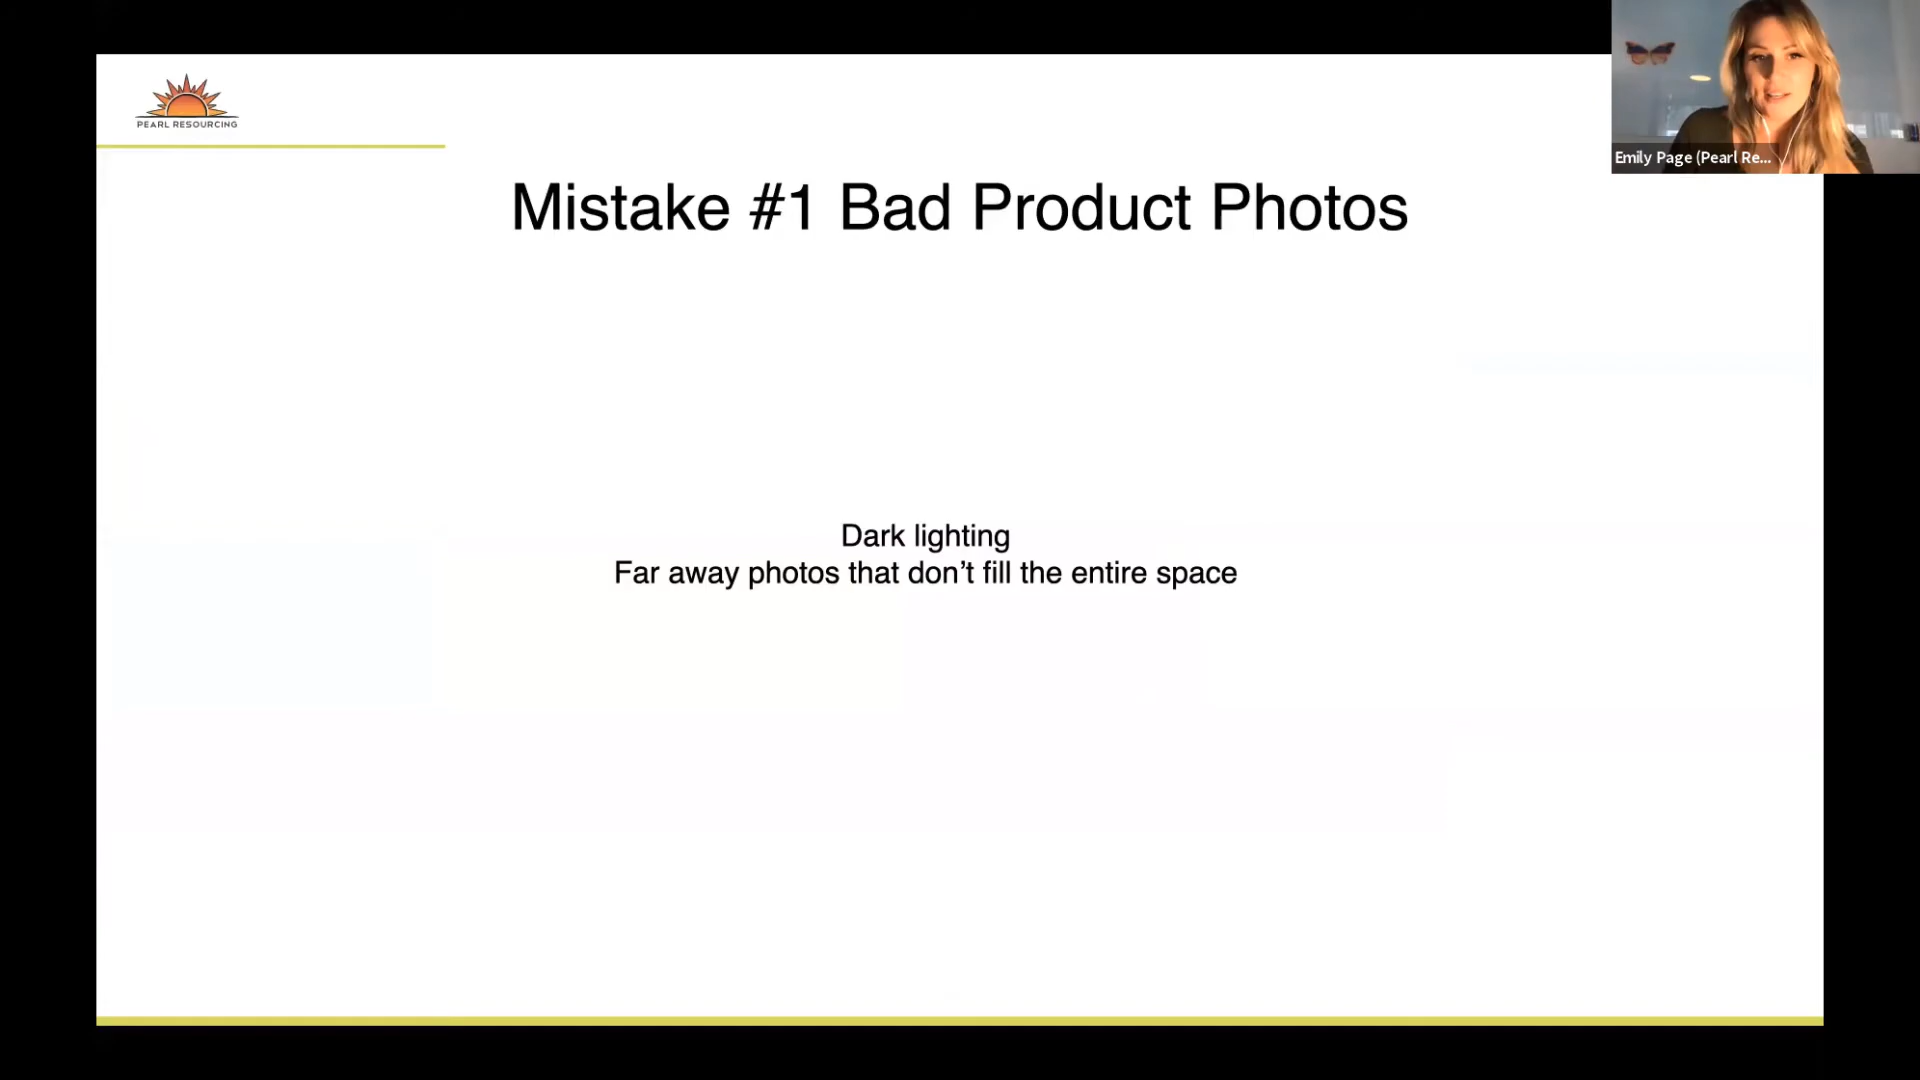 PEARL RESOURCING
Emily Page (Pearl Re...
Mistake #1 Bad Product Photos
Dark lighting
Far away photos that don’t fill the entire space